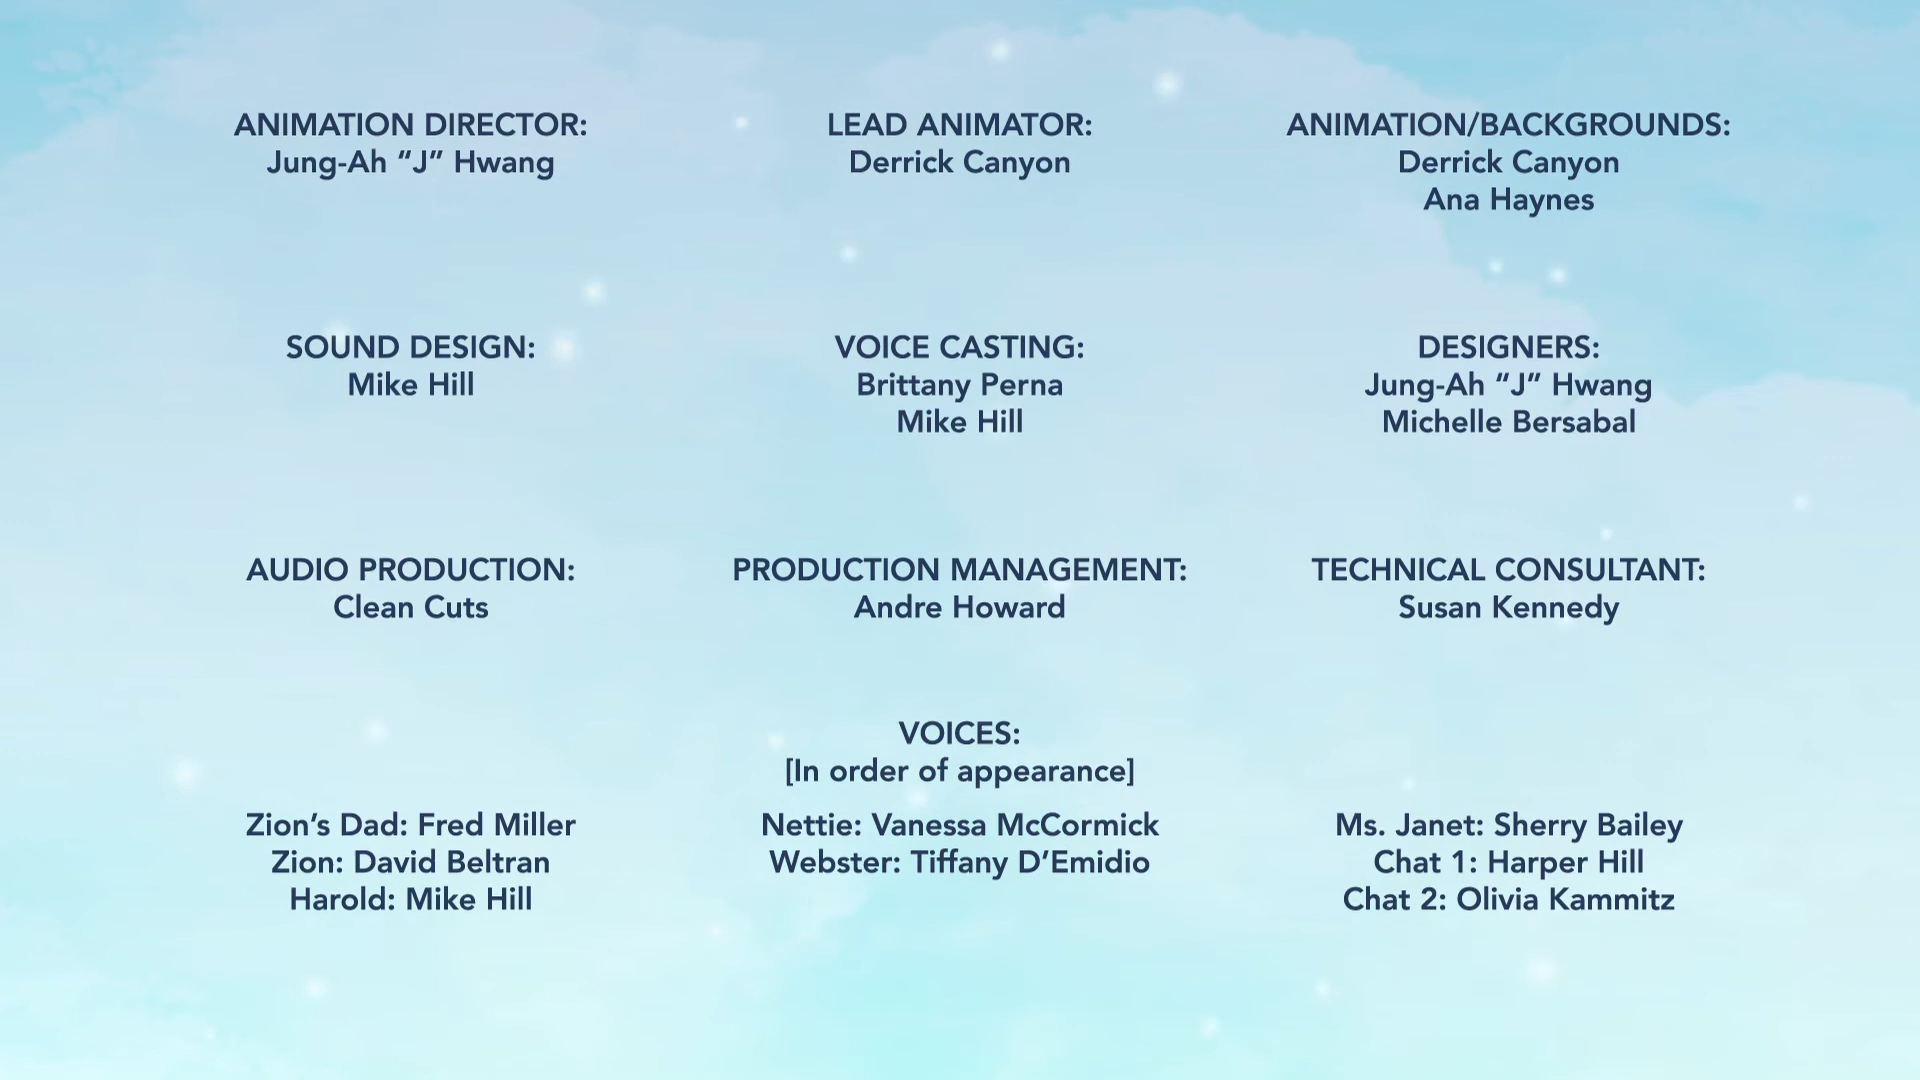 ANIMATION DIRECTOR:
Jung-Ah “J” Hwang
LEAD ANIMATOR:
Derrick Canyon
ANIMATION/BACKGROUNDS:
Derrick Canyon
Ana Haynes
SOUND DESIGN:
Mike Hill
VOICE CASTING:
Brittany Perna
Mike Hill
DESIGNERS:
Jung-Ah “J” Hwang
Michelle Bersabal
AUDIO PRODUCTION:
Clean Cuts
PRODUCTION MANAGEMENT:
Andre Howard
TECHNICAL CONSULTANT:
Susan Kennedy
VOICES:
[In order of appearance]
Zion’s Dad: Fred Miller
Zion: David Beltran
Harold: Mike Hill
Nettie: Vanessa McCormick
Webster: Tiffany D’Emidio
Ms. Janet: Sherry Bailey
Chat 1: Harper Hill
Chat 2: Olivia Kammitz